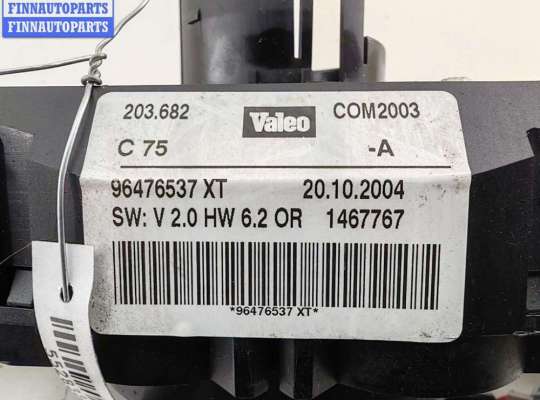 FINNAUTOPARTS
FINNAUTOPARTS
203.682 Valeo COM2003
C 75 -A
96476537 XT 20.10.2004
SW: V 2.0 HW 6.2 OR 1467767
*96476537 XT*